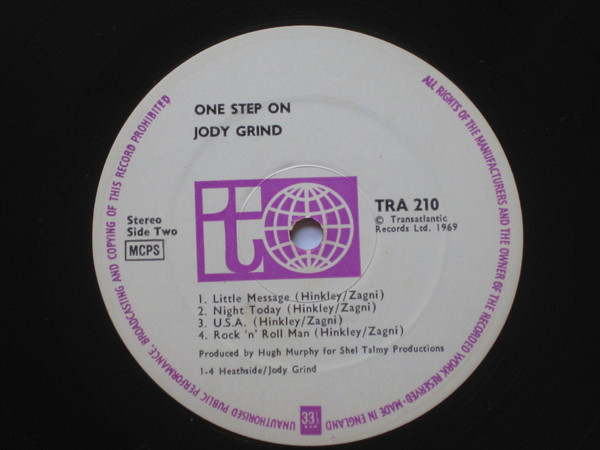 ONE STEP ON
JODY GRIND
it
TRA 210
© Transatlantic
Records Ltd. 1969
Stereo
Side Two
MCPS
1. Little Message (Hinkley/Zagni)
2. Night Today (Hinkley/Zagni)
3. U.S.A. (Hinkley/Zagni)
4. Rock 'n' Roll Man (Hinkley/Zagni)
Produced by Hugh Murphy for Shel Talmy Productions
1-4 Heathside/Jody Grind
ALL RIGHTS OF THE MANUFACTURERS AND THE OWNER OF THE RECORDED WORK RESERVED · MADE IN ENGLAND
33⅓
RPM
UNAUTHORISED PUBLIC PERFORMANCE, BROADCASTING AND COPYING OF THIS RECORD PROHIBITED